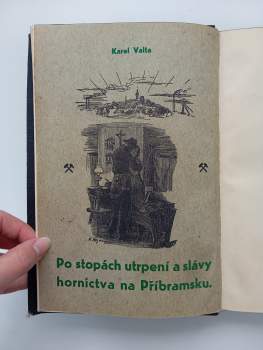 Karel Valta
Po stopách utrpení a slávy
hornictva na Příbramsku.